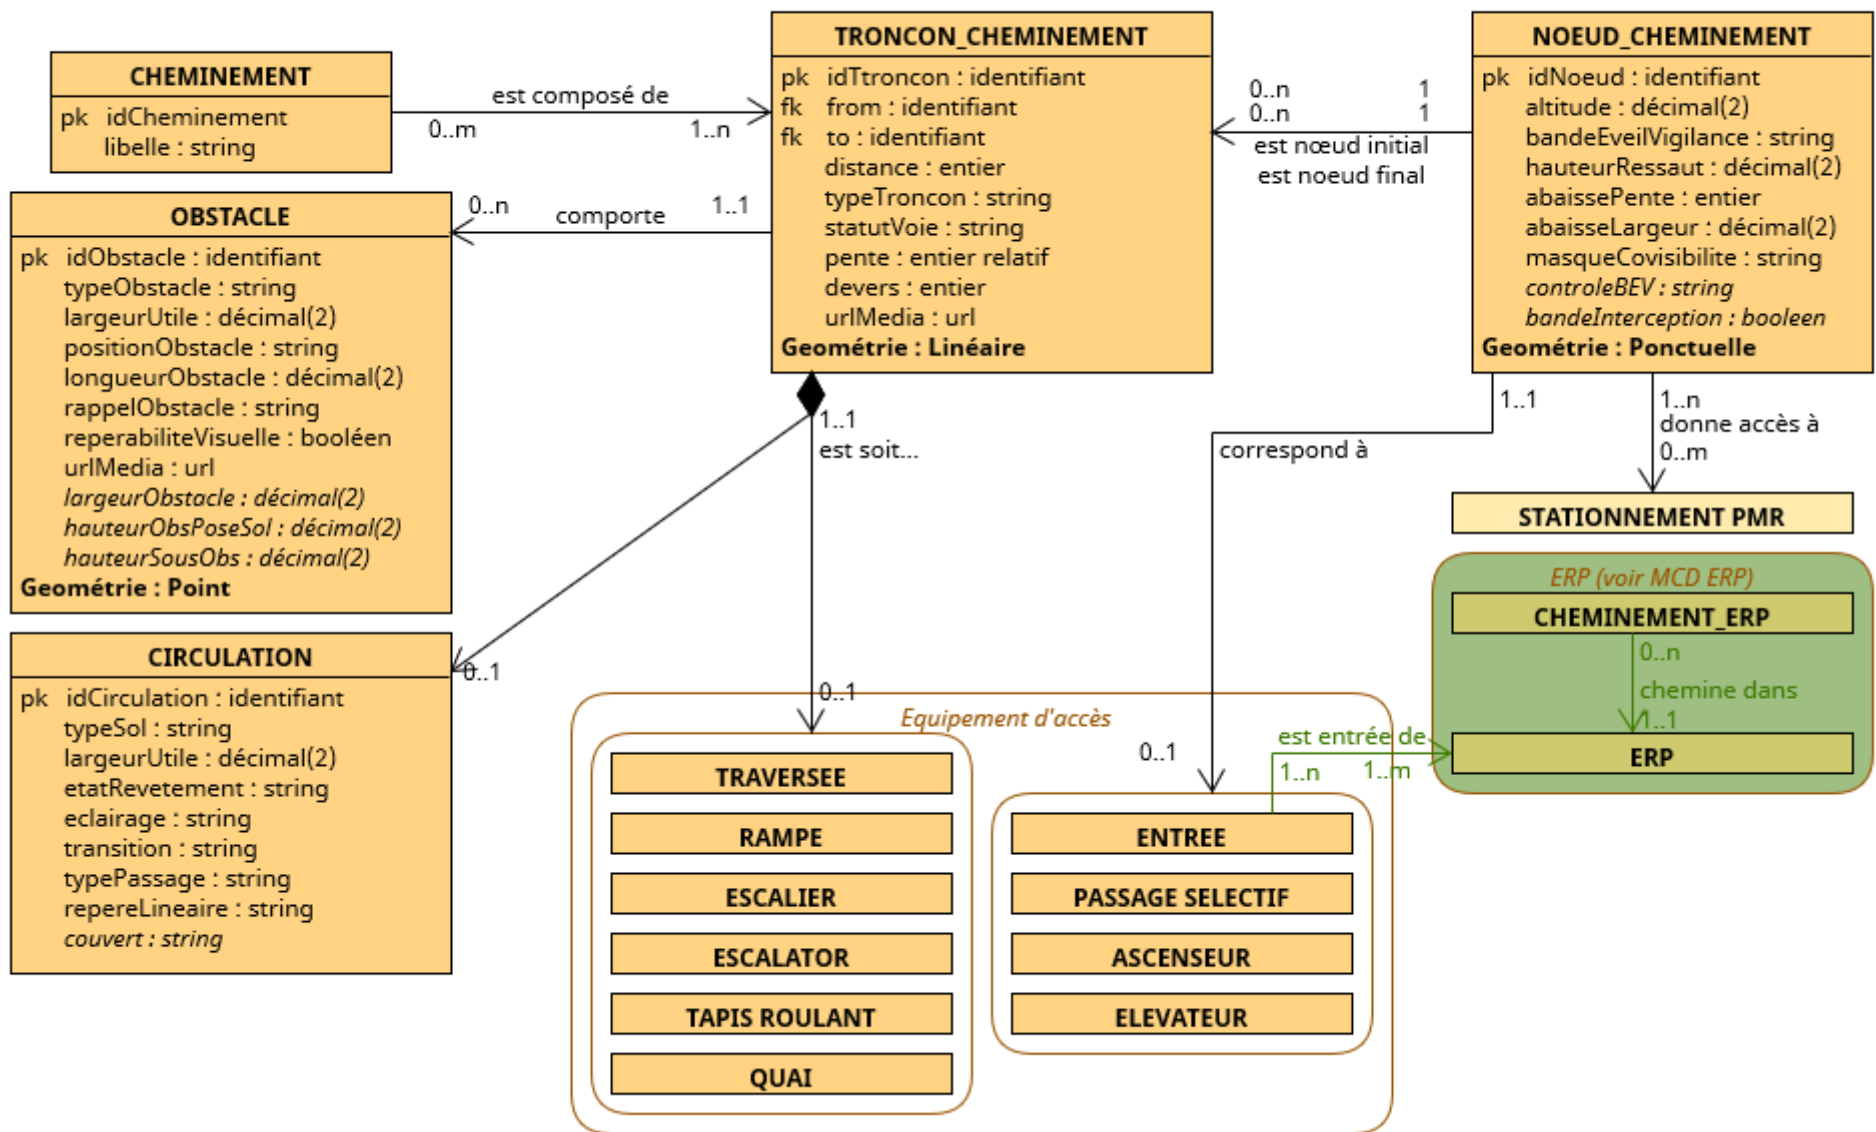 CHEMINEMENT
pk idCheminement
libelle : string
est composé de
0..m
1..n
TRONCON_CHEMINEMENT
pk idTtroncon : identifiant
fk from : identifiant
fk to : identifiant
distance : entier
typeTroncon : string
statutVoie : string
pente : entier relatif
devers : entier
urlMedia : url
Geométrie : Linéaire
0..n 1
0..n 1
est nœud initial
est noeud final
NOEUD_CHEMINEMENT
pk idNoeud : identifiant
altitude : décimal(2)
bandeEveilVigilance : string
hauteurRessaut : décimal(2)
abaissePente : entier
abaisseLargeur : décimal(2)
masqueCovisibilite : string
controleBEV : string
bandeInterception : booleen
Geométrie : Ponctuelle
OBSTACLE
pk idObstacle : identifiant
typeObstacle : string
largeurUtile : décimal(2)
positionObstacle : string
longueurObstacle : décimal(2)
rappelObstacle : string
reperabiliteVisuelle : booléen
urlMedia : url
largeurObstacle : décimal(2)
hauteurObsPoseSol : décimal(2)
hauteurSousObs : décimal(2)
Geométrie : Point
0..n
comporte
1..1
1..1
est soit...
0..1
0..1
1..1
correspond à
0..1
1..n
donne accès à
0..m
STATIONNEMENT PMR
ERP (voir MCD ERP)
CHEMINEMENT_ERP
0..n
chemine dans
1..1
ERP
CIRCULATION
pk idCirculation : identifiant
typeSol : string
largeurUtile : décimal(2)
etatRevetement : string
eclairage : string
transition : string
typePassage : string
repereLineaire : string
couvert : string
Equipement d'accès
TRAVERSEE
RAMPE
ESCALIER
ESCALATOR
TAPIS ROULANT
QUAI
est entrée de
1..n
1..m
ENTREE
PASSAGE SELECTIF
ASCENSEUR
ELEVATEUR